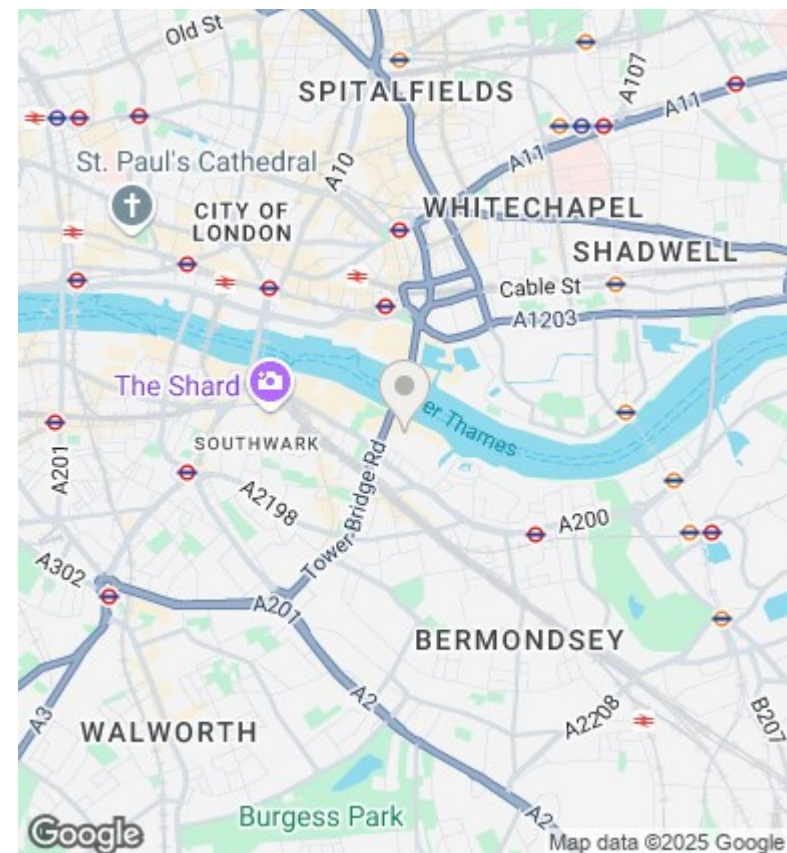 Old St
SPITALFIELDS
A107
A11
St. Paul's Cathedral
A10
A11
CITY OF
LONDON
WHITECHAPEL
SHADWELL
Cable St
A1203
The Shard
er Thames
SOUTHWARK
A201
A2198
Tower Bridge Rd
A200
A302
A201
BERMONDSEY
A2
A2208
B207
A3
WALWORTH
Burgess Park
A2
Google
Map data ©2025 Google